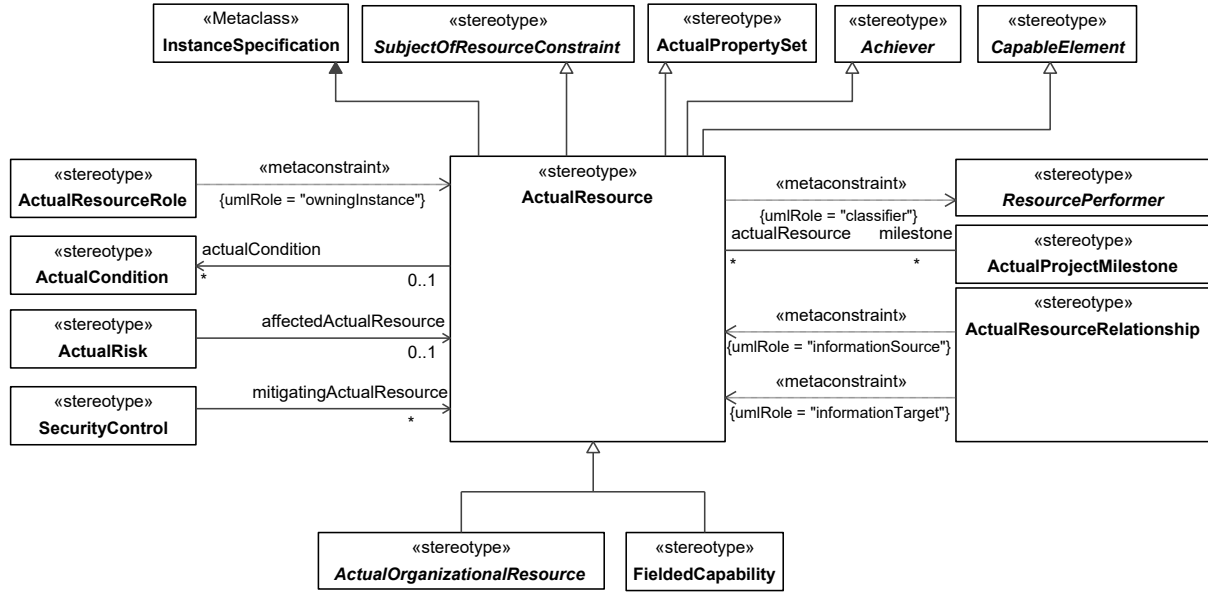 «Metaclass»
InstanceSpecification
«stereotype»
SubjectOfResourceConstraint
«stereotype»
ActualPropertySet
«stereotype»
Achiever
«stereotype»
CapableElement
«stereotype»
ActualResourceRole
«metaconstraint»
{umlRole = "owningInstance"}
«stereotype»
ActualResource
«metaconstraint»
{umlRole = "classifier"}
«stereotype»
ResourcePerformer
actualCondition
*
0..1
«stereotype»
ActualCondition
actualResource
milestone
*
*
«stereotype»
ActualProjectMilestone
«stereotype»
ActualRisk
affectedActualResource
0..1
«metaconstraint»
{umlRole = "informationSource"}
«stereotype»
ActualResourceRelationship
«stereotype»
SecurityControl
mitigatingActualResource
*
«metaconstraint»
{umlRole = "informationTarget"}
«stereotype»
ActualOrganizationalResource
«stereotype»
FieldedCapability